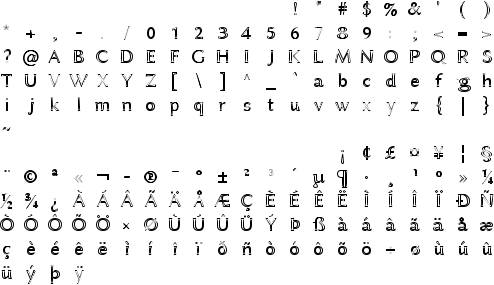 ! " # $ % & ' ( )
* + , - . / 0 1 2 3 4 5 6 7 8 9 : ; < = >
? @ A B C D E F G H I J K L M N O P Q R S
T U V W X Y Z [ \ ] ^ _ ` a b c d e f g h
i j k l m n o p q r s t u v w x y z { | }
~
¡ ¢ £ ¤ ¥ ¦ §
¨ © ª « ¬ - ® ¯ ° ± ² ³ ´ µ ¶ · ¸ ¹ º » ¼
½ ¾ ¿ À Á Â Ã Ä Å Æ Ç È É Ê Ë Ì Í Î Ï Ð Ñ
Ò Ó Ô Õ Ö × Ø Ù Ú Û Ü Ý Þ ß à á â ã ä å æ
ç è é ê ë ì í î ï ð ñ ò ó ô õ ö ÷ ø ù ú û
ü ý þ ÿ